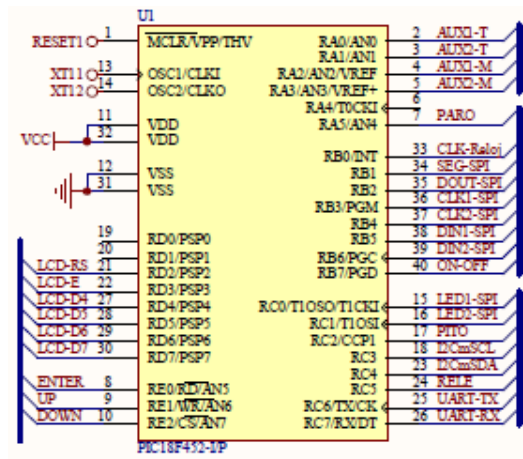 U1
RESET1 1 MCLR/VPP/THV
XT11 13 OSC1/CLKI
XT12 14 OSC2/CLKO
11 VDD
VCC 32 VDD
12 VSS
31 VSS
19 RD0/PSP0
20 RD1/PSP1
LCD-RS 21 RD2/PSP2
LCD-E 22 RD3/PSP3
LCD-D4 27 RD4/PSP4
LCD-D5 28 RD5/PSP5
LCD-D6 29 RD6/PSP6
LCD-D7 30 RD7/PSP7
ENTER 8 RE0/RD/AN5
UP 9 RE1/WR/AN6
DOWN 10 RE2/CS/AN7
RA0/AN0 2 AUX1-T
RA1/AN1 3 AUX2-T
RA2/AN2/VREF 4 AUX1-M
RA3/AN3/VREF+ 5 AUX2-M
RA4/T0CKI 6
RA5/AN4 7 PARO
RB0/INT 33 CLK-Reloj
RB1 34 SEG-SPI
RB2 35 DOUT-SPI
RB3/PGM 36 CLK1-SPI
RB4 37 CLK2-SPI
RB5 38 DIN1-SPI
RB6/PGC 39 DIN2-SPI
RB7/PGD 40 ON-OFF
RC0/T1OSO/T1CKI 15 LED1-SPI
RC1/T1OSI 16 LED2-SPI
RC2/CCP1 17 PITO
RC3 18 I2CmSCL
RC4 23 I2CmSDA
RC5 24 RELE
RC6/TX/CK 25 UART-TX
RC7/RX/DT 26 UART-RX
PIC18F452-I/P